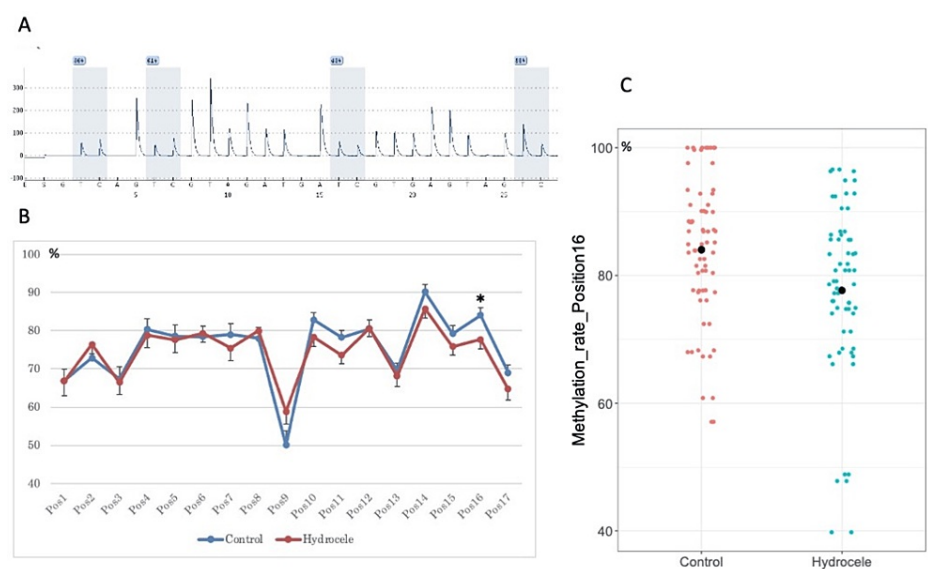 A
300
200
100
0
-100
E S G T C A G T C G T A G A T G A T C G T G A G T A G T C
5 10 15 20 25
B
100 %
90
80
70
60
50
40
*
Pos1 Pos2 Pos3 Pos4 Pos5 Pos6 Pos7 Pos8 Pos9 Pos10 Pos11 Pos12 Pos13 Pos14 Pos15 Pos16 Pos17
Control Hydrocele
C
Methylation_rate_Position16
100 %
80
60
40
Control Hydrocele